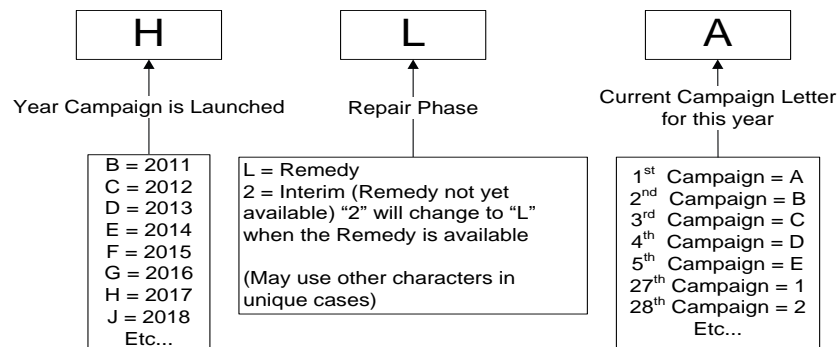 H
L
A
Year Campaign is Launched
Repair Phase
Current Campaign Letter
for this year
B = 2011
C = 2012
D = 2013
E = 2014
F = 2015
G = 2016
H = 2017
J = 2018
Etc...
L = Remedy
2 = Interim (Remedy not yet
available) “2” will change to “L”
when the Remedy is available
(May use other characters in
unique cases)
1st Campaign = A
2nd Campaign = B
3rd Campaign = C
4th Campaign = D
5th Campaign = E
27th Campaign = 1
28th Campaign = 2
Etc...